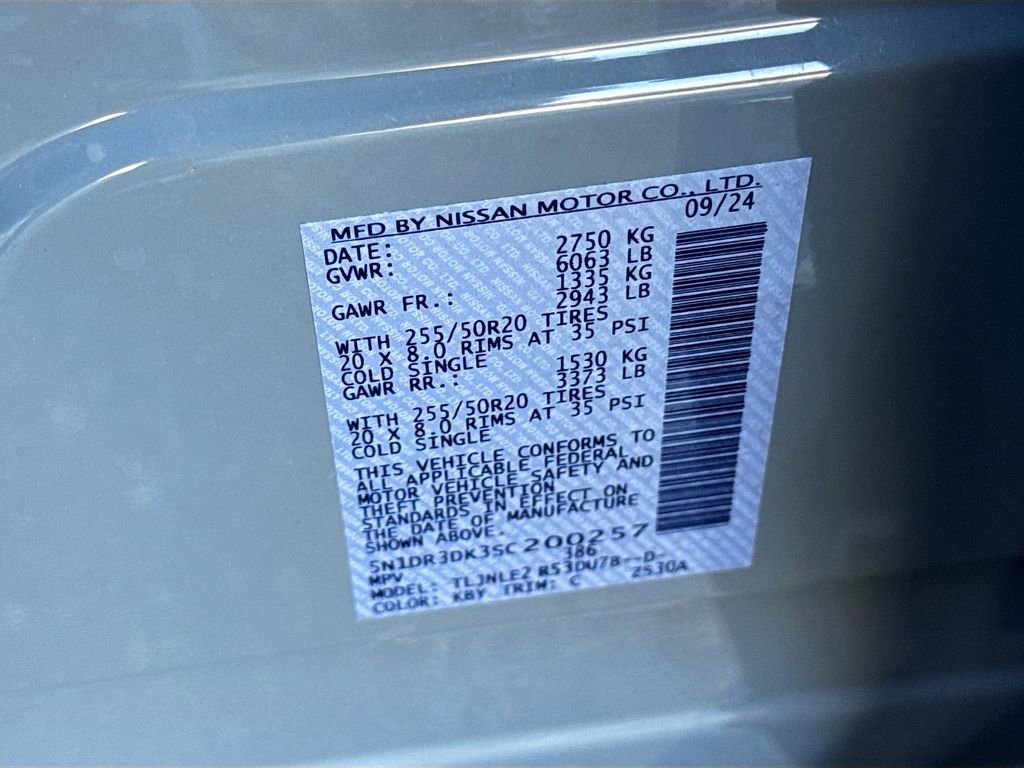 MFD BY NISSAN MOTOR CO., LTD.
DATE: 09/24
GVWR: 2750 KG
6063 LB
GAWR FR.: 1335 KG
2943 LB
WITH 255/50R20 TIRES
20 X 8.0 RIMS AT 35 PSI
COLD SINGLE
GAWR RR.: 1530 KG
3373 LB
WITH 255/50R20 TIRES
20 X 8.0 RIMS AT 35 PSI
COLD SINGLE
THIS VEHICLE CONFORMS TO
ALL APPLICABLE FEDERAL
MOTOR VEHICLE SAFETY AND
THEFT PREVENTION
STANDARDS IN EFFECT ON
THE DATE OF MANUFACTURE
SHOWN ABOVE.
5N1DR3DK3SC200257
MPV 386
MODEL: TLJNLE2 R53DU7B--D-
COLOR: KBY TRIM: C 2530A